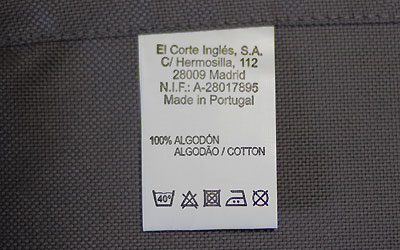 El Corte Inglés, S.A.
C/ Hermosilla, 112
28009 Madrid
N.I.F.: A-28017895
Made in Portugal
100% ALGODÓN
ALGODÃO / COTTON
40°